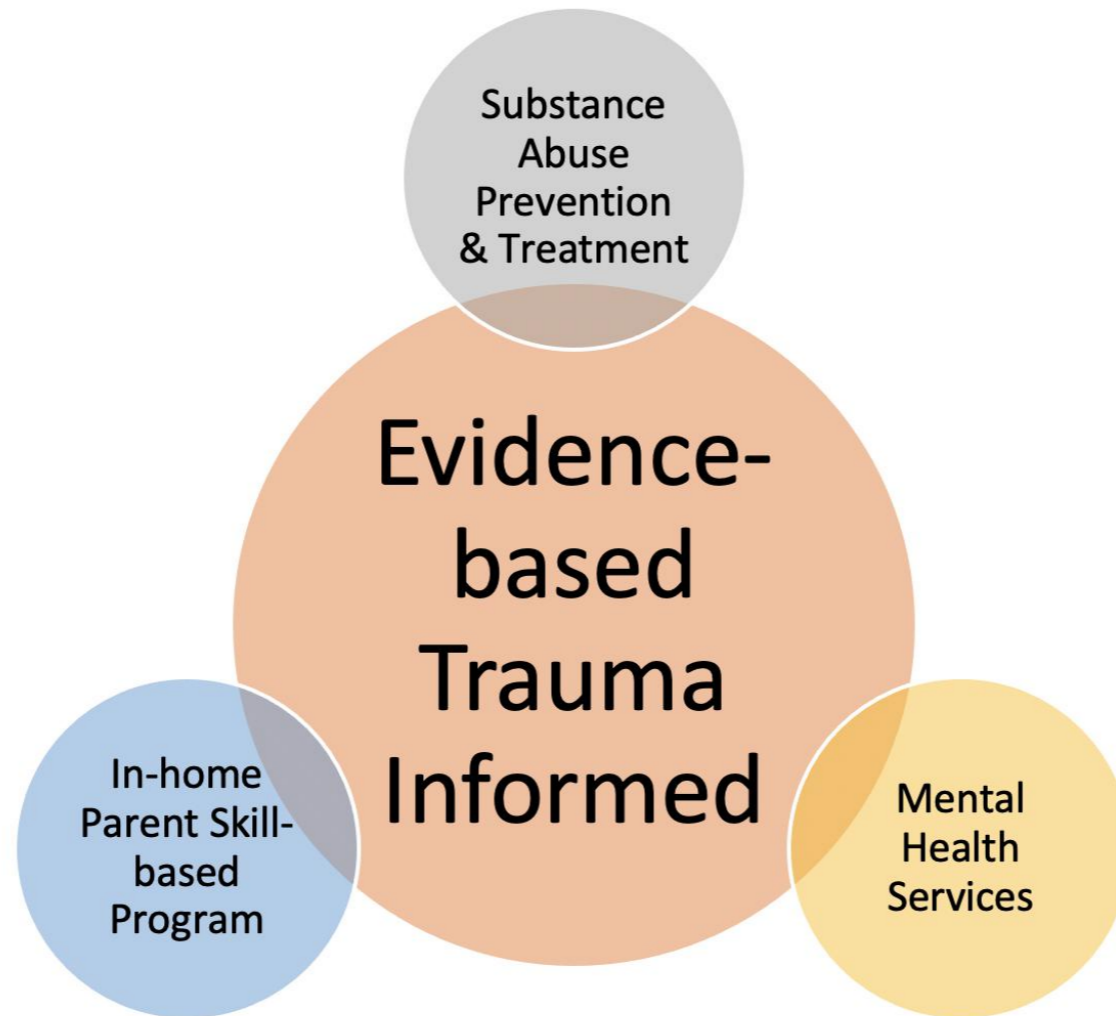 Substance
Abuse
Prevention
& Treatment
Evidence-
based
Trauma
Informed
In-home
Parent Skill-
based
Program
Mental
Health
Services